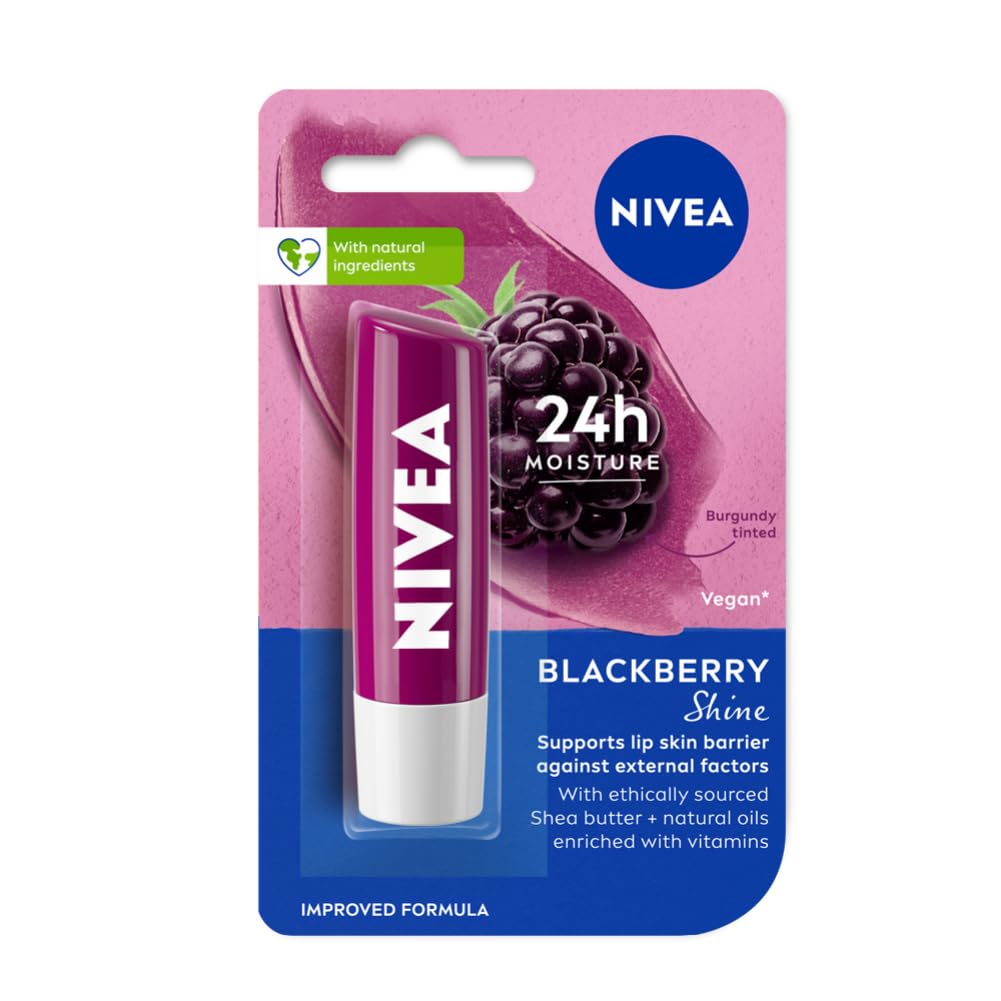 NIVEA
With natural
ingredients
NIVEA
24h
MOISTURE
Burgundy
tinted
Vegan*
BLACKBERRY
Shine
Supports lip skin barrier
against external factors
With ethically sourced
Shea butter + natural oils
enriched with vitamins
IMPROVED FORMULA